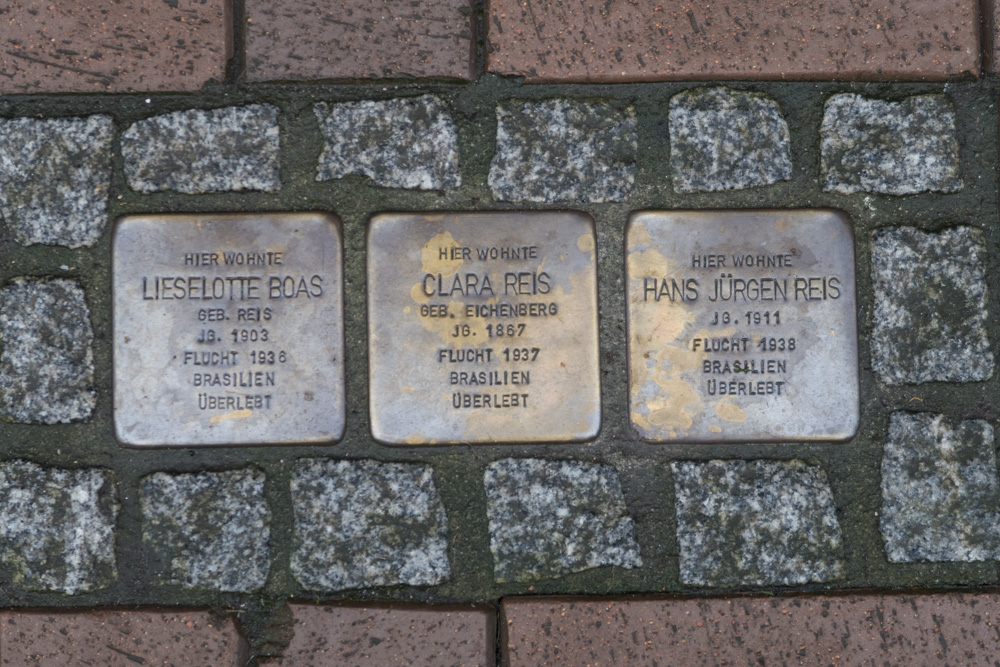 HIER WOHNTE
LIESELOTTE BOAS
GEB. REIS
JG. 1903
FLUCHT 1936
BRASILIEN
ÜBERLEBT
HIER WOHNTE
CLARA REIS
GEB. EICHENBERG
JG. 1867
FLUCHT 1937
BRASILIEN
ÜBERLEBT
HIER WOHNTE
HANS JÜRGEN REIS
JG. 1911
FLUCHT 1938
BRASILIEN
ÜBERLEBT